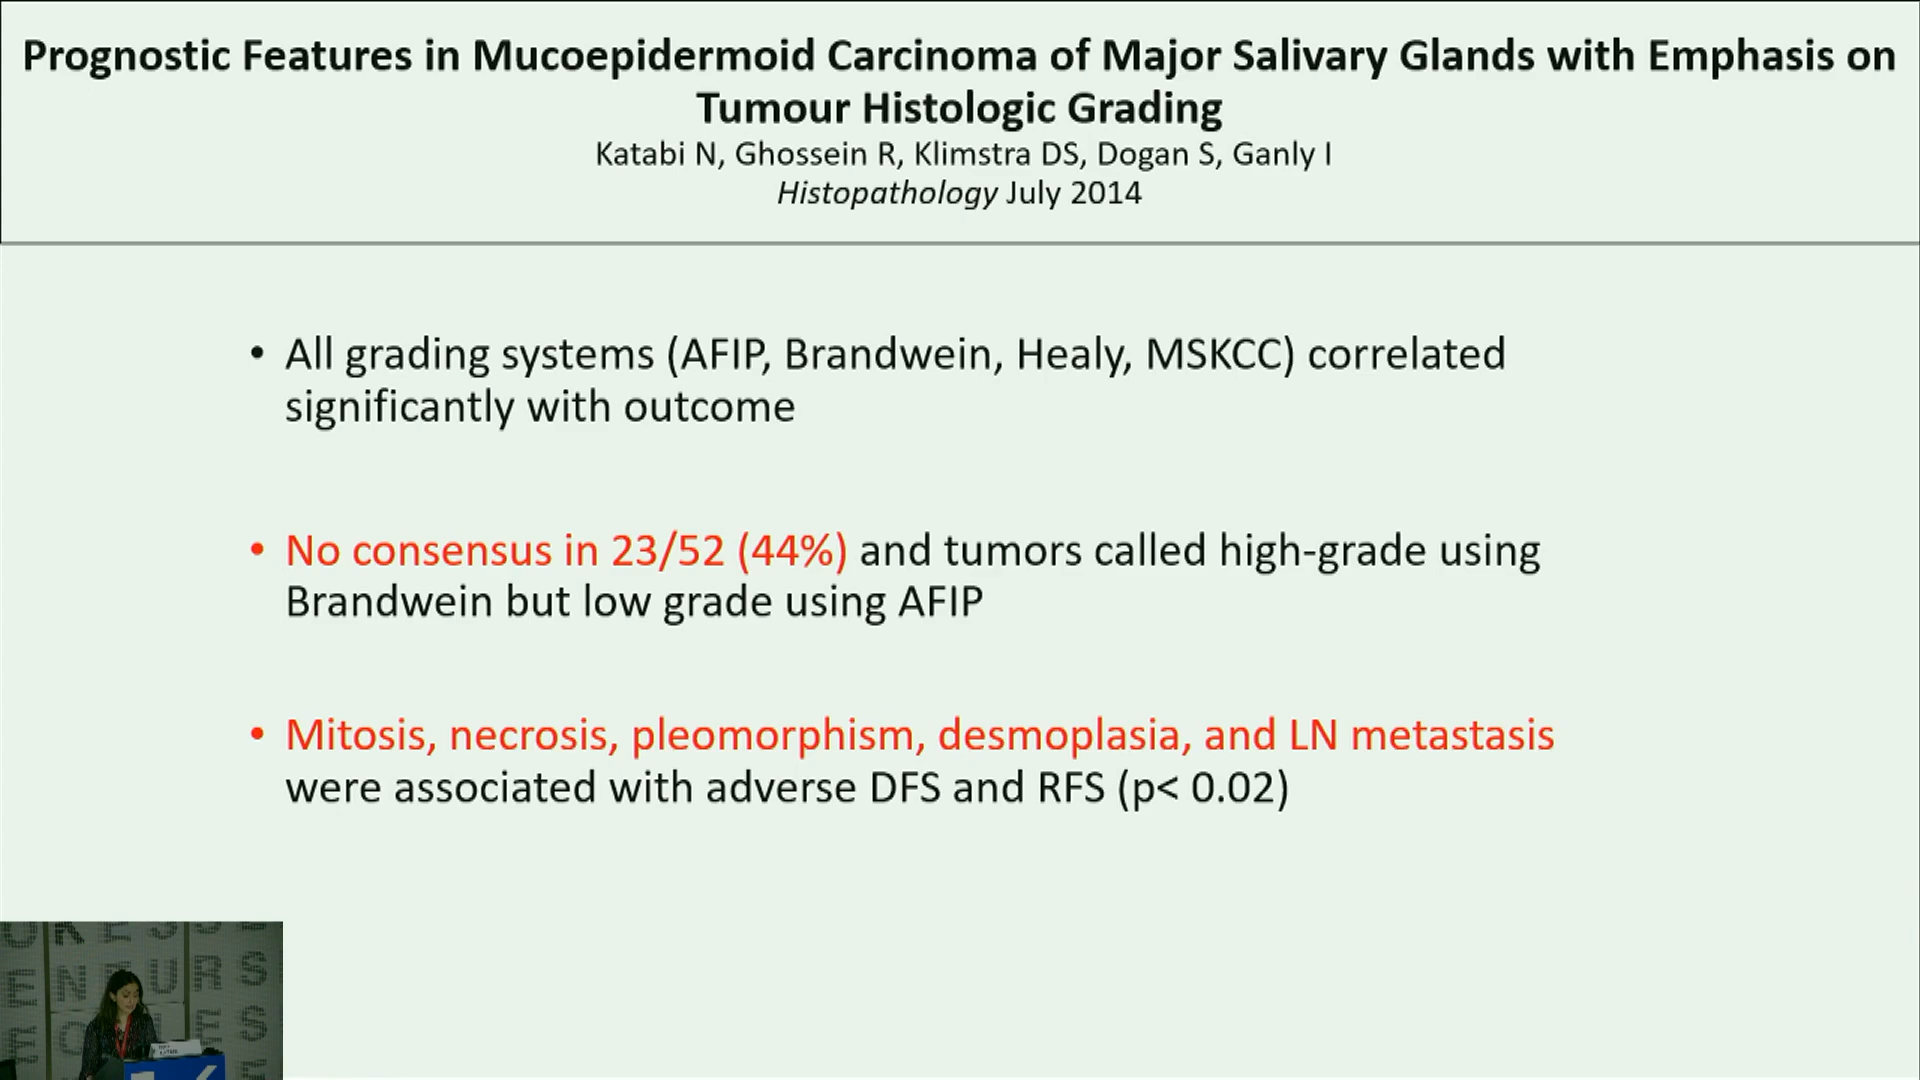 Prognostic Features in Mucoepidermoid Carcinoma of Major Salivary Glands with Emphasis on
Tumour Histologic Grading
Katabi N, Ghossein R, Klimstra DS, Dogan S, Ganly I
Histopathology July 2014
• All grading systems (AFIP, Brandwein, Healy, MSKCC) correlated
significantly with outcome
• No consensus in 23/52 (44%) and tumors called high-grade using
Brandwein but low grade using AFIP
• Mitosis, necrosis, pleomorphism, desmoplasia, and LN metastasis
were associated with adverse DFS and RFS (p< 0.02)